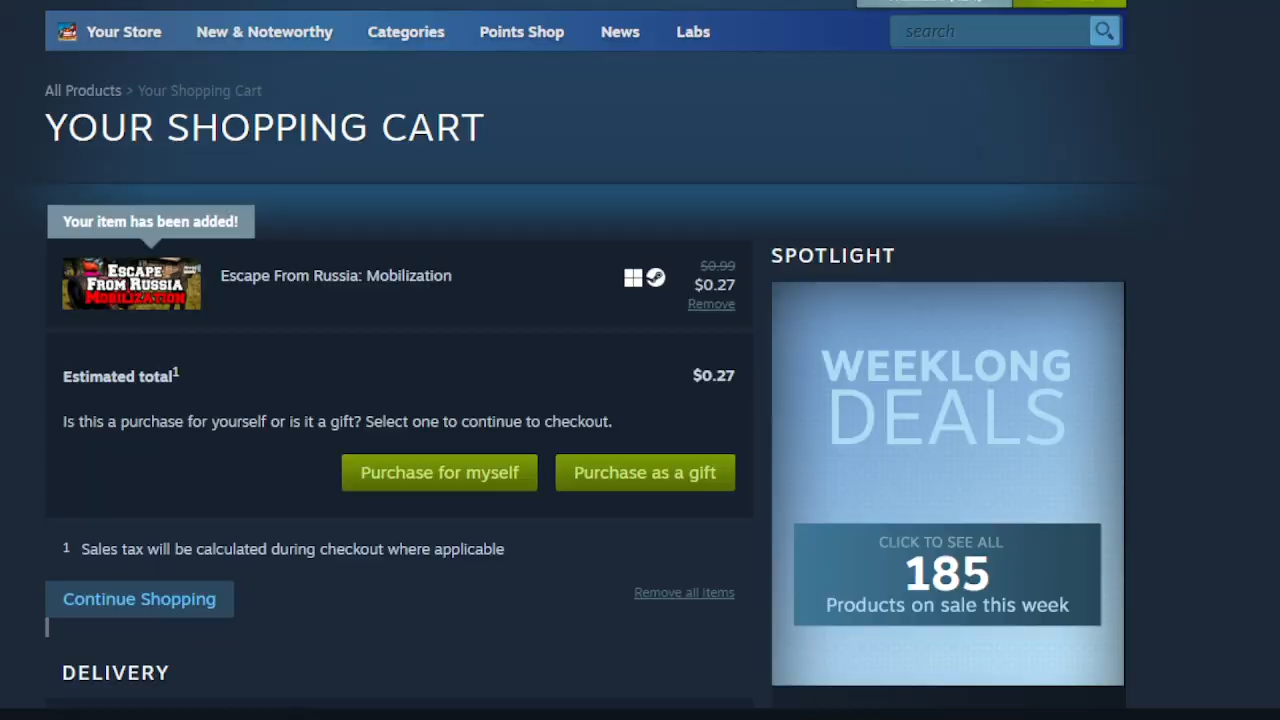 Your Store
New & Noteworthy
Categories
Points Shop
News
Labs
search
All Products > Your Shopping Cart
YOUR SHOPPING CART
Your item has been added!
ESCAPE
FROM RUSSIA
MOBILIZATION
Escape From Russia: Mobilization
$0.99
$0.27
Remove
Estimated total1
$0.27
Is this a purchase for yourself or is it a gift? Select one to continue to checkout.
Purchase for myself
Purchase as a gift
1 Sales tax will be calculated during checkout where applicable
Continue Shopping
Remove all items
DELIVERY
SPOTLIGHT
WEEKLONG
DEALS
CLICK TO SEE ALL
185
Products on sale this week